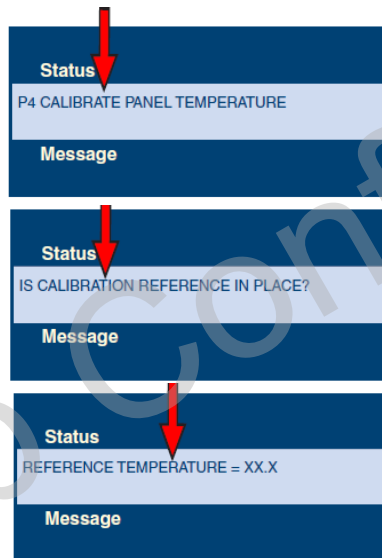 Status
P4 CALIBRATE PANEL TEMPERATURE
Message
Status
IS CALIBRATION REFERENCE IN PLACE?
Message
Status
REFERENCE TEMPERATURE = XX.X
Message